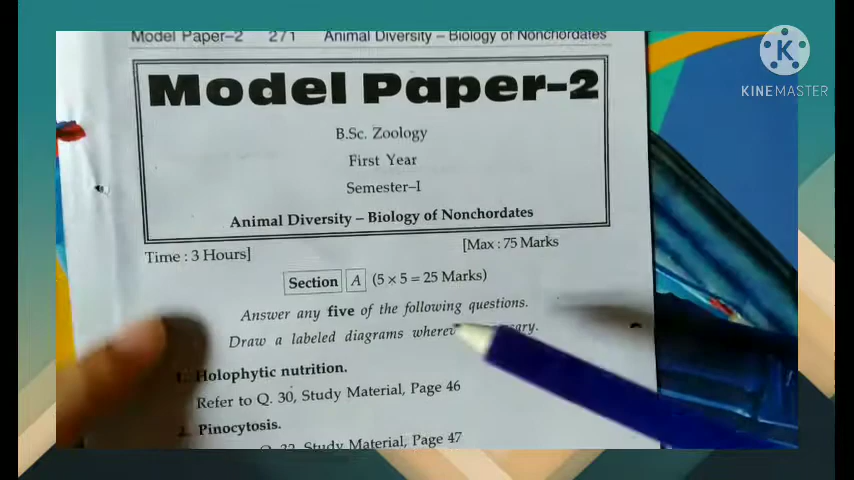 Model Paper–2 271 Animal Diversity – Biology of Nonchordates
Model Paper-2
B.Sc. Zoology
First Year
Semester–I
Animal Diversity – Biology of Nonchordates
Time : 3 Hours] [Max : 75 Marks
Section A (5 × 5 = 25 Marks)
Answer any five of the following questions.
Draw a labeled diagrams
1. Holophytic nutrition.
Refer to Q. 30, Study Material, Page 46
Pinocytosis.
Q. 32, Study Material, Page 47
K
KINEMASTER